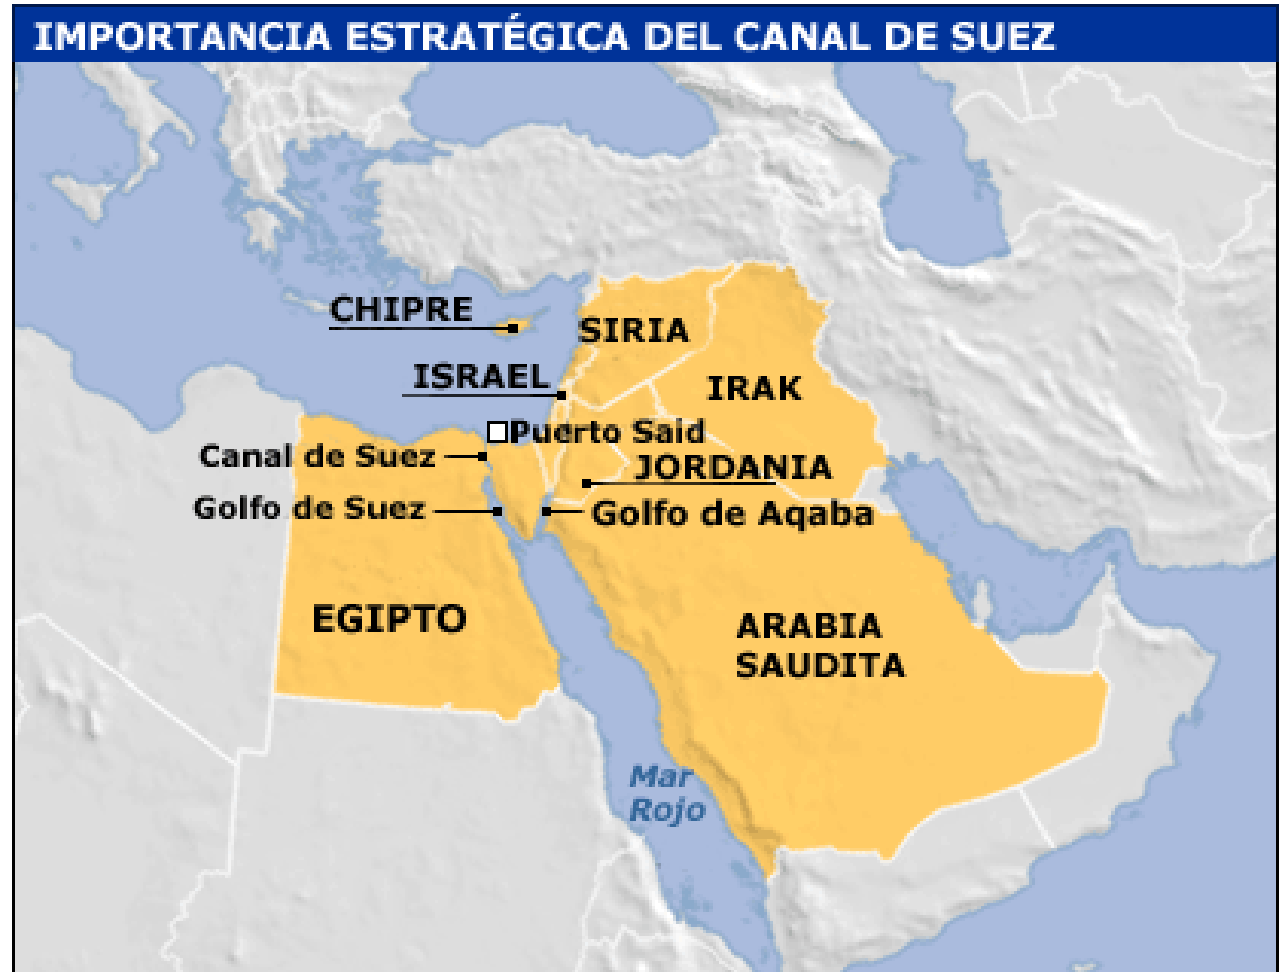 IMPORTANCIA ESTRATÉGICA DEL CANAL DE SUEZ
CHIPRE
SIRIA
ISRAEL
IRAK
Puerto Said
Canal de Suez
JORDANIA
Golfo de Suez
Golfo de Aqaba
EGIPTO
ARABIA
SAUDITA
Mar
Rojo